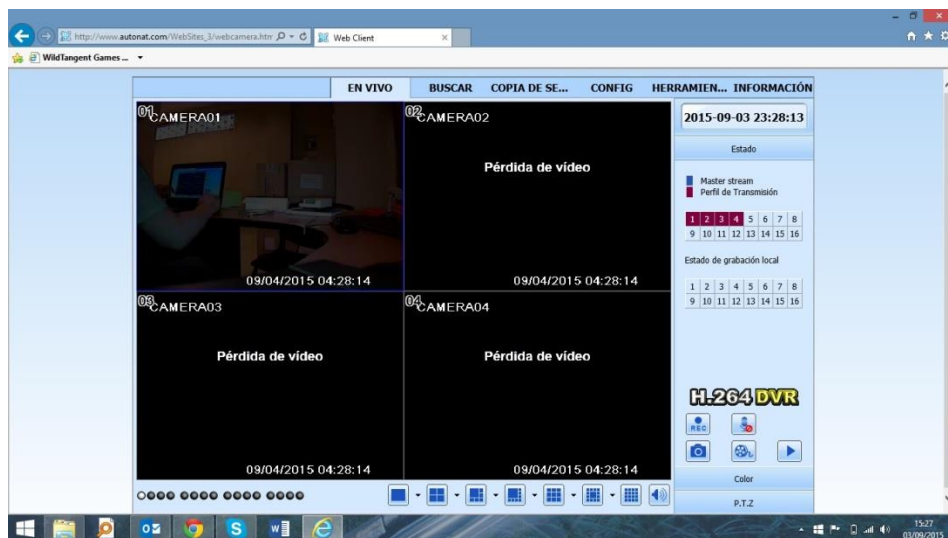 http://www.autonat.com/WebSites_3/webcamera.htm
Web Client
WildTangent Games ...
EN VIVO BUSCAR COPIA DE SE... CONFIG HERRAMIEN... INFORMACIÓN
01 CAMERA01
02 CAMERA02
Pérdida de vídeo
09/04/2015 04:28:14
09/04/2015 04:28:14
03 CAMERA03
04 CAMERA04
Pérdida de vídeo
Pérdida de vídeo
09/04/2015 04:28:14
09/04/2015 04:28:14
2015-09-03 23:28:13
Estado
Master stream
Perfil de Transmisión
1 2 3 4 5 6 7 8
9 10 11 12 13 14 15 16
Estado de grabación local
1 2 3 4 5 6 7 8
9 10 11 12 13 14 15 16
H.264 DVR
REC
Color
P.T.Z
15:27
03/09/2015